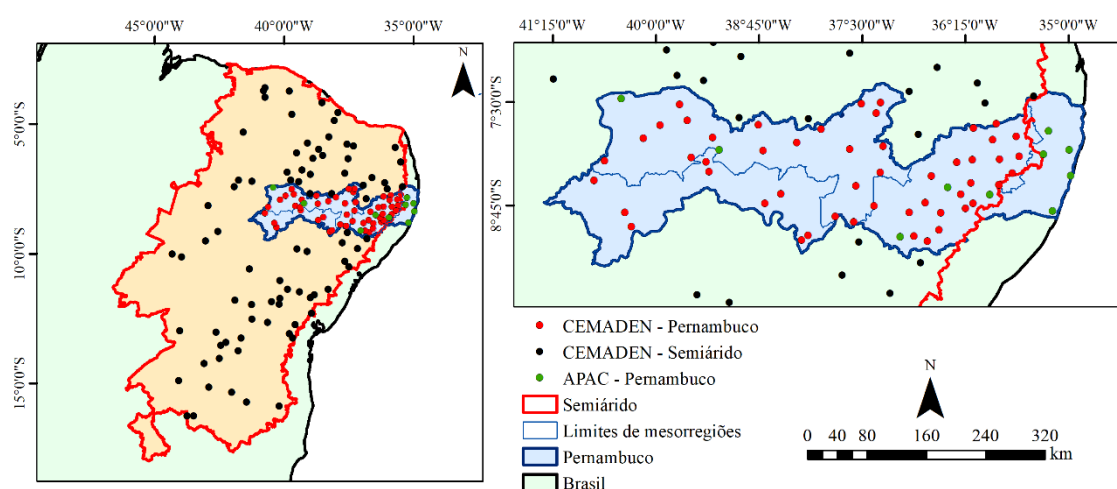 45°0'0"W 40°0'0"W 35°0'0"W
N
5°0'0"S
10°0'0"S
15°0'0"S
41°15'0"W 40°0'0"W 38°45'0"W 37°30'0"W 36°15'0"W 35°0'0"W
7°30'0"S
8°45'0"S
CEMADEN - Pernambuco
CEMADEN - Semiárido
APAC - Pernambuco
Semiárido
Limites de mesorregiões
Pernambuco
Brasil
N
0 40 80 160 240 320
km